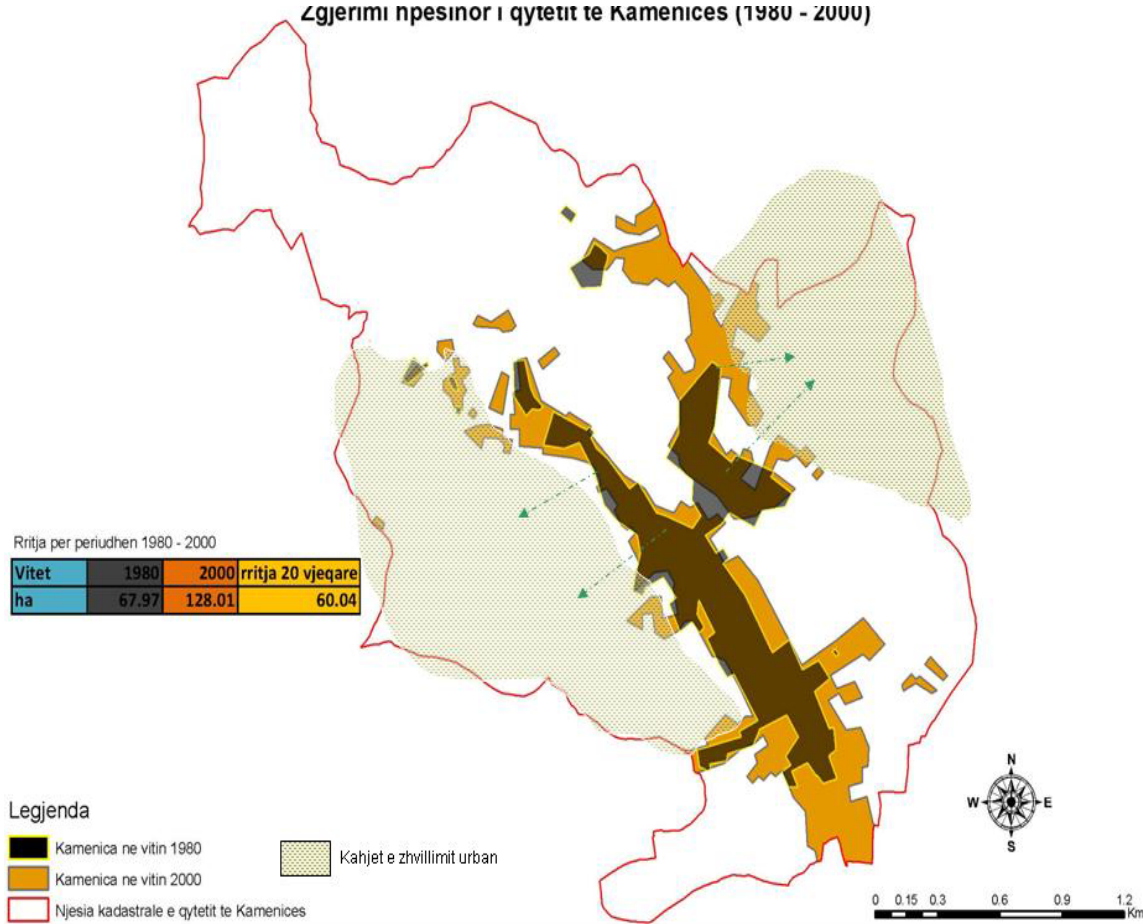 Zgjerimi hpesinor i qytetit te Kamenices (1980 - 2000)
Rritja per periudhen 1980 - 2000
Vitet 1980 2000 rritja 20 vjeqare
ha 67.97 128.01 60.04
N
W E
S
Legjenda
Kamenica ne vitin 1980
Kahjet e zhvillimit urban
Kamenica ne vitin 2000
Njesia kadastrale e qytetit te Kamenices
0 0.15 0.3 0.6 0.9 1.2
Km